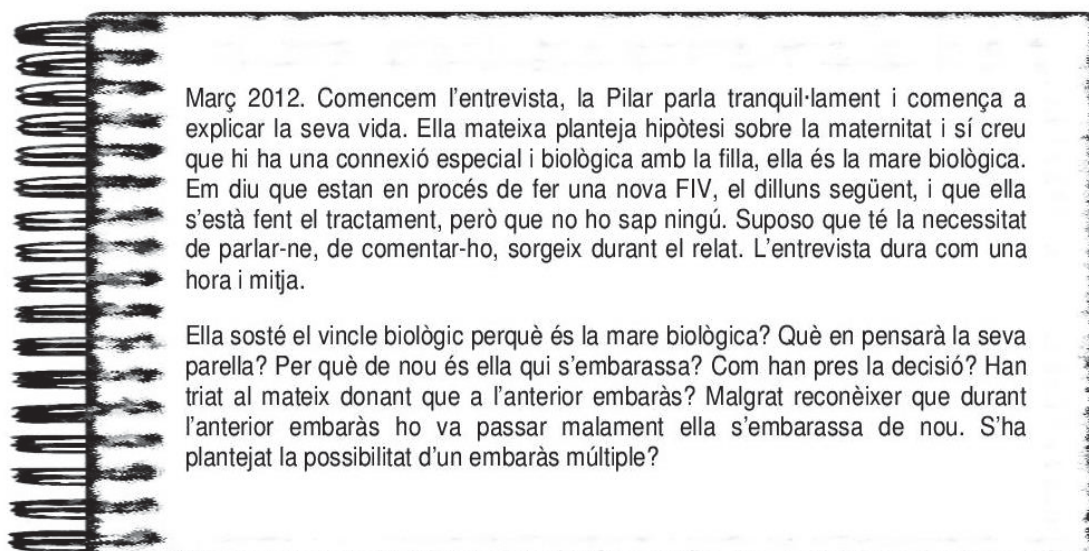 Març 2012. Comencem l'entrevista, la Pilar parla tranquil·lament i comença a
explicar la seva vida. Ella mateixa planteja hipòtesi sobre la maternitat i sí creu
que hi ha una connexió especial i biològica amb la filla, ella és la mare biològica.
Em diu que estan en procés de fer una nova FIV, el dilluns següent, i que ella
s'està fent el tractament, però que no ho sap ningú. Suposo que té la necessitat
de parlar-ne, de comentar-ho, sorgeix durant el relat. L'entrevista dura com una
hora i mitja.
Ella sosté el vincle biològic perquè és la mare biològica? Què en pensarà la seva
parella? Per què de nou és ella qui s'embarassa? Com han pres la decisió? Han
triat al mateix donant que a l'anterior embaràs? Malgrat reconèixer que durant
l'anterior embaràs ho va passar malament ella s'embarassa de nou. S'ha
plantejat la possibilitat d'un embaràs múltiple?